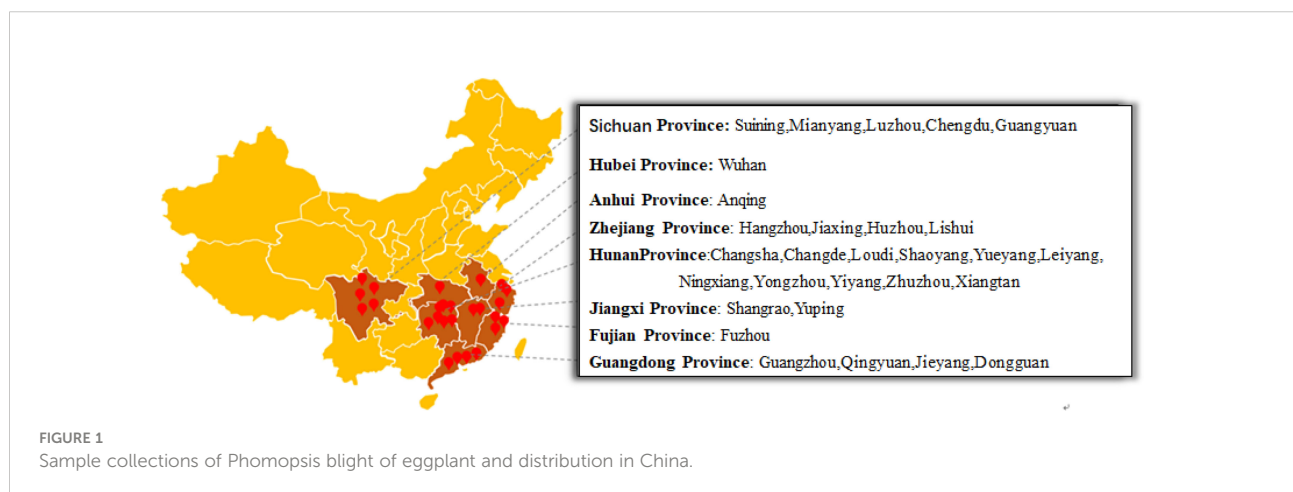 Sichuan Province: Suining,Mianyang,Luzhou,Chengdu,Guangyuan
Hubei Province: Wuhan
Anhui Province: Anqing
Zhejiang Province: Hangzhou,Jiaxing,Huzhou,Lishui
HunanProvince:Changsha,Changde,Loudi,Shaoyang,Yueyang,Leiyang,
Ningxiang,Yongzhou,Yiyang,Zhuzhou,Xiangtan
Jiangxi Province: Shangrao,Yuping
Fujian Province: Fuzhou
Guangdong Province: Guangzhou,Qingyuan,Jieyang,Dongguan
FIGURE 1
Sample collections of Phomopsis blight of eggplant and distribution in China.